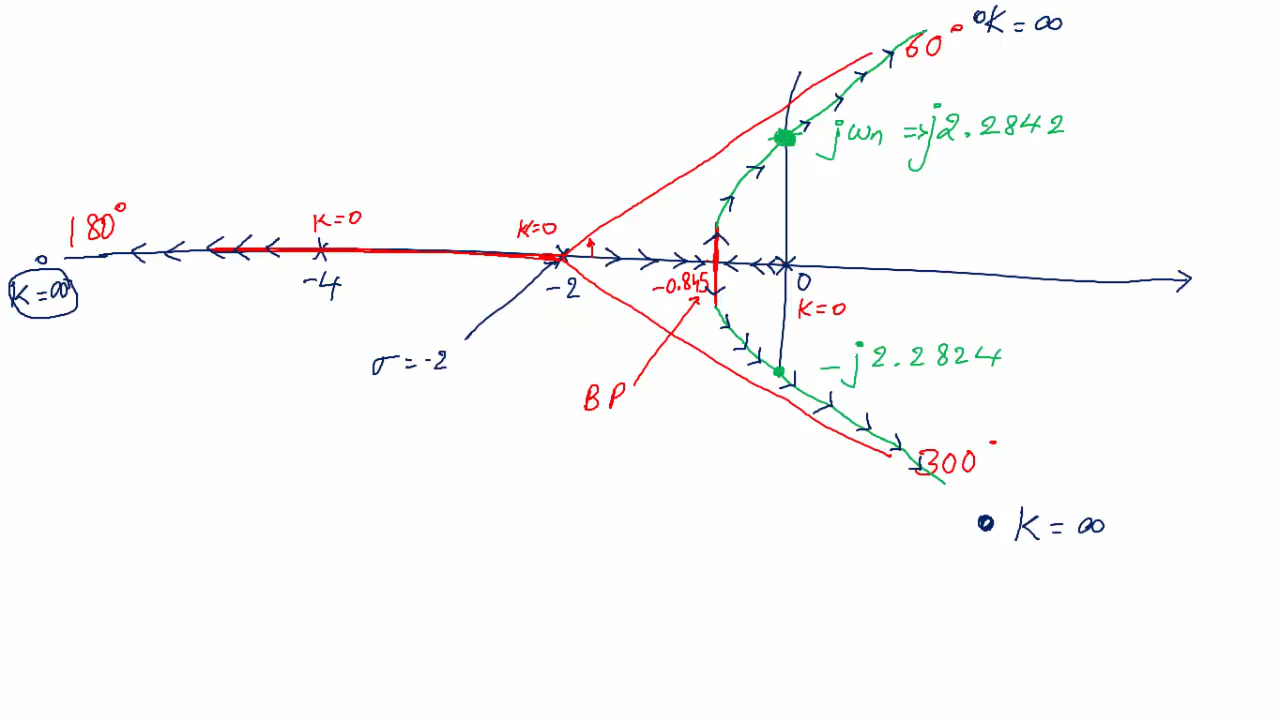 60° K = ∞
jωn => j2.2842
180°
K=0
K=0
K=∞
-4
-2
-0.845
0
K=0
σ=-2
-j2.2824
BP
300°
K = ∞